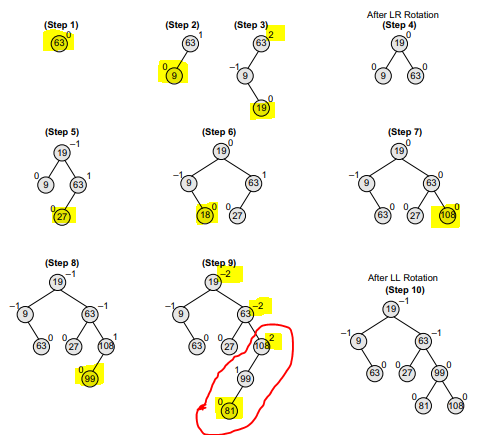 After LR Rotation
(Step 1)
63 0
(Step 2)
63 1
0 9
(Step 3)
63 2
−1 9
0 19
(Step 4)
19 0
0 9 0 63
(Step 5)
19 −1
0 9 63 1
0 27
(Step 6)
19 0
−1 9 63 1
0 18 0 27
(Step 7)
19 0
−1 9 63 0
63 0 0 27 108 0
(Step 8)
19 −1
−1 9 63 −1
63 0 0 27 108 1
0 99
(Step 9)
19 −2
−1 9 63 −2
63 0 0 27 108 2
1 99
0 81
After LL Rotation
(Step 10)
19 −1
−1 9 63 −1
63 0 0 27 99 0
0 81 108 0